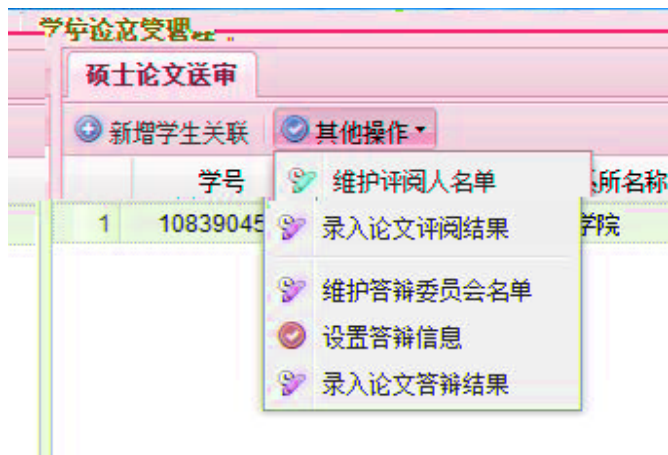 硕士论文送审
新增学生关联 其他操作
学号 所名称
1 10839045 学院
维护评阅人名单
录入论文评阅结果
维护答辩委员会名单
设置答辩信息
录入论文答辩结果